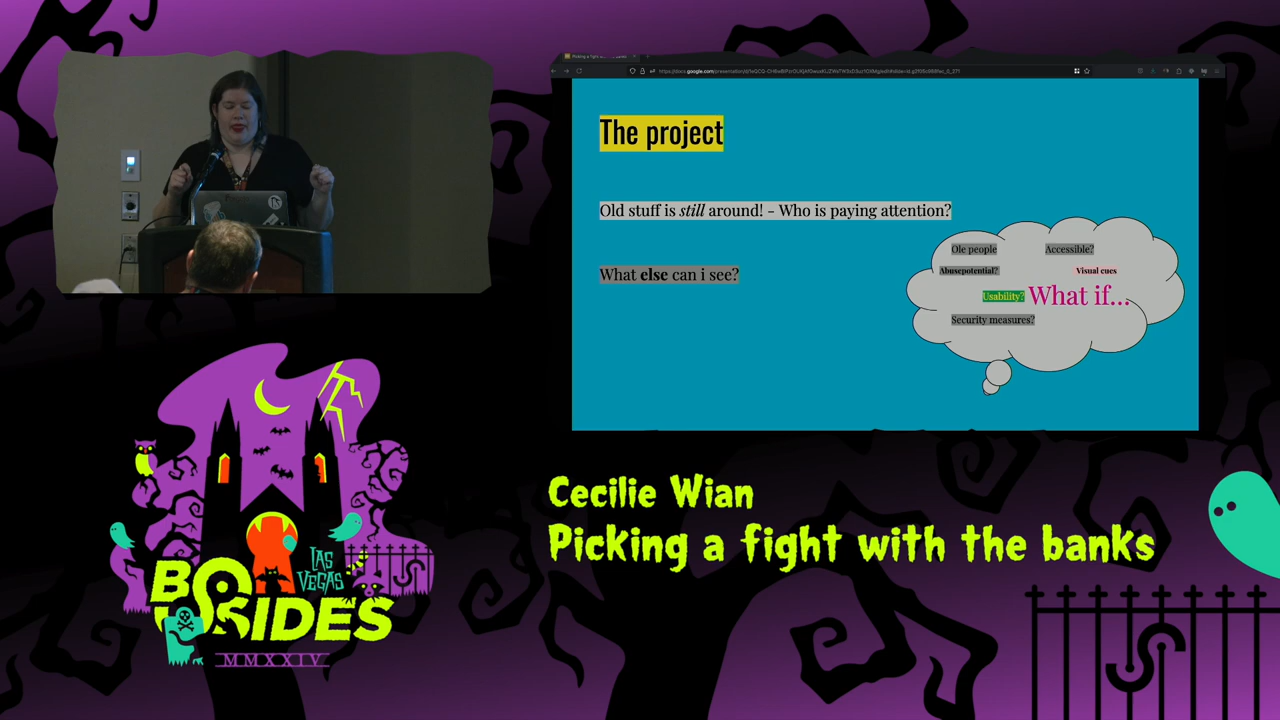 The project
Old stuff is still around! - Who is paying attention?
What else can i see?
Ole people
Accessible?
Abusepotential?
Visual cues
Usability?
What if...
Security measures?
Cecilie Wian
Picking a fight with the banks
LAS
VEGAS
BSIDES
MMXXIV